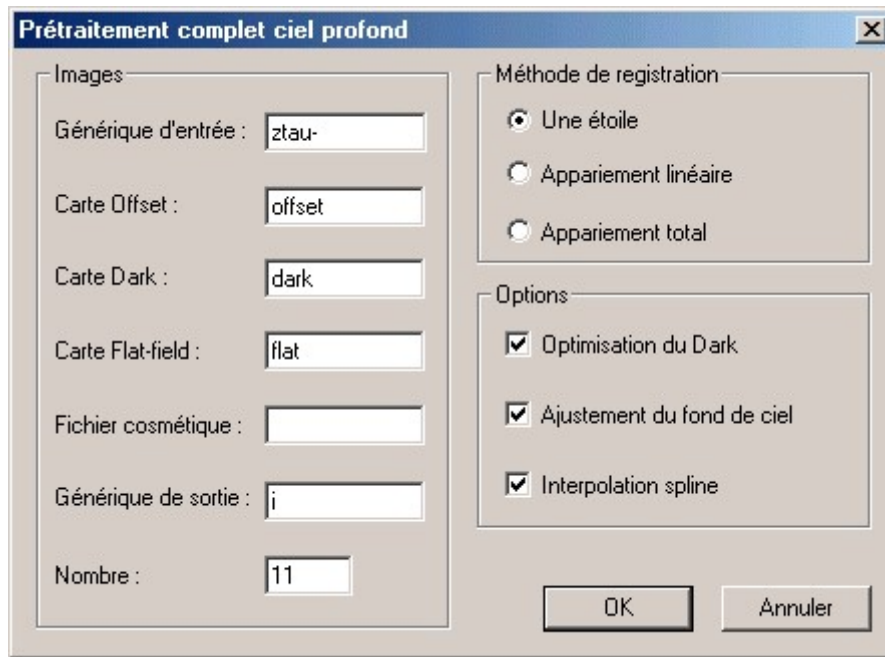 Prétraitement complet ciel profond
Images
Générique d'entrée : ztau-
Carte Offset : offset
Carte Dark : dark
Carte Flat-field : flat
Fichier cosmétique :
Générique de sortie : i
Nombre : 11
Méthode de registration
Une étoile
Appariement linéaire
Appariement total
Options
Optimisation du Dark
Ajustement du fond de ciel
Interpolation spline
OK
Annuler